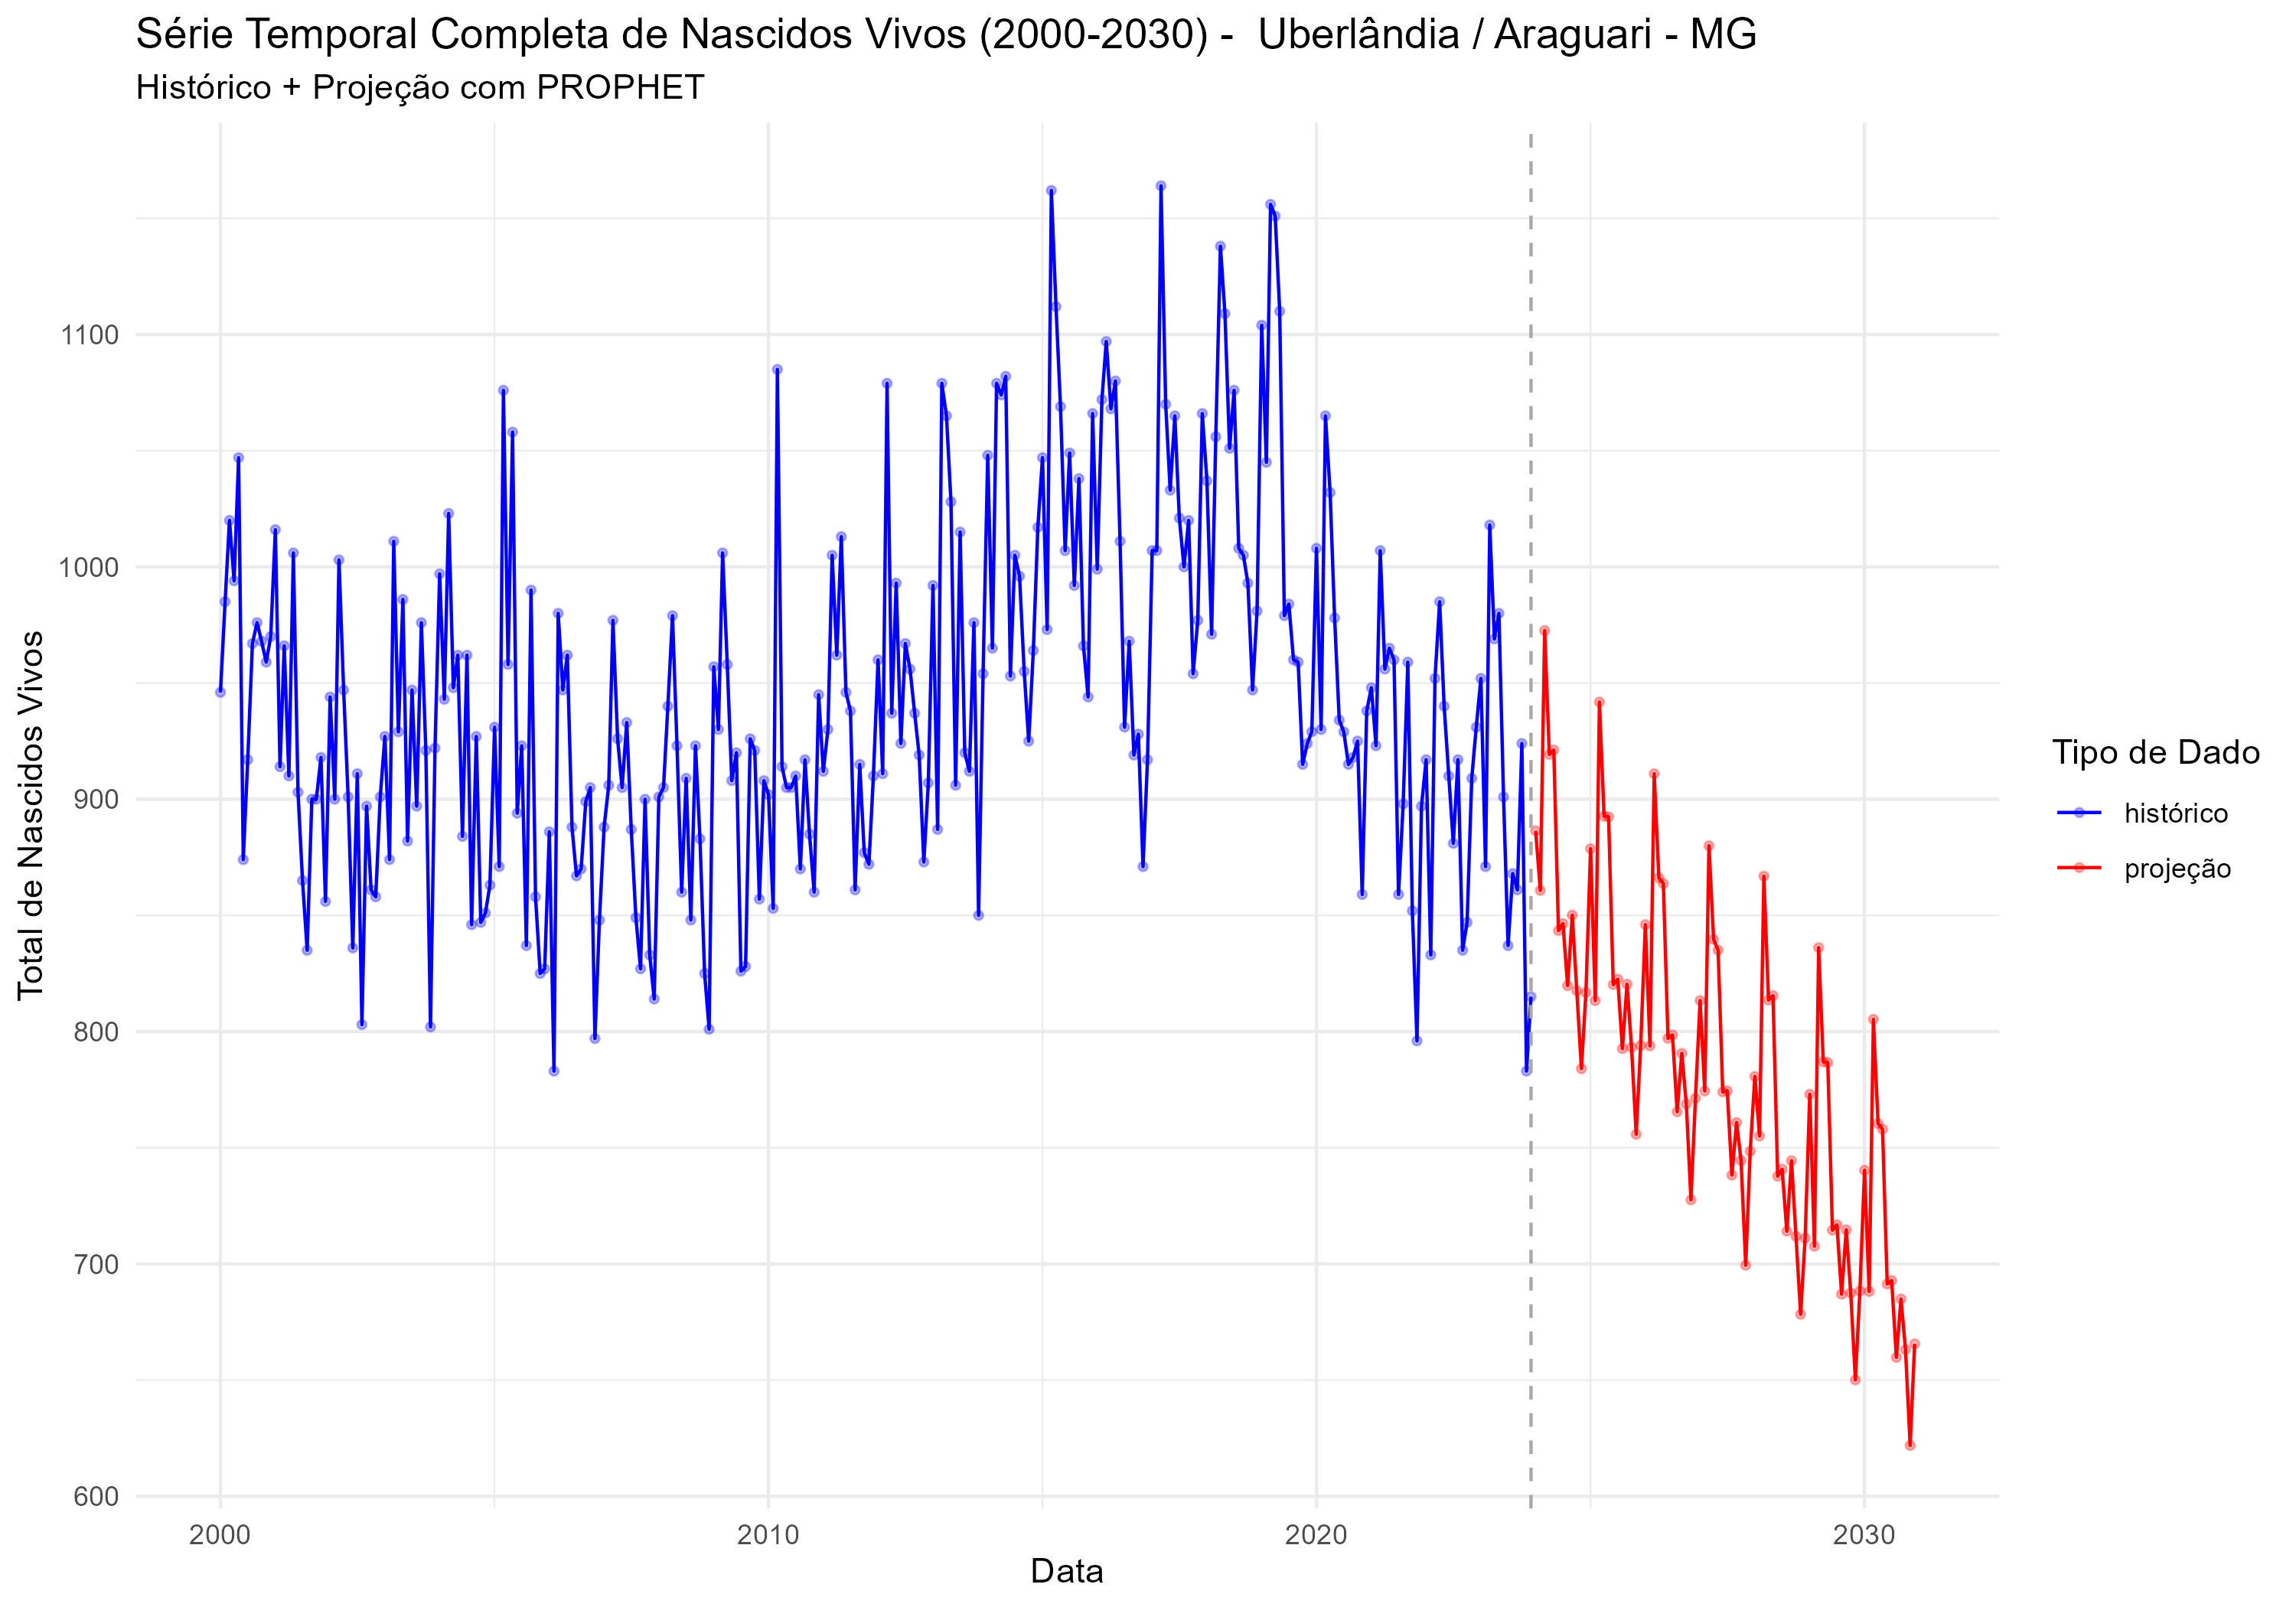 Série Temporal Completa de Nascidos Vivos (2000-2030) -  Uberlândia / Araguari - MG
Histórico + Projeção com PROPHET
Total de Nascidos Vivos
1100
1000
900
800
700
600
2000
2010
2020
2030
Data
Tipo de Dado
histórico
projeção